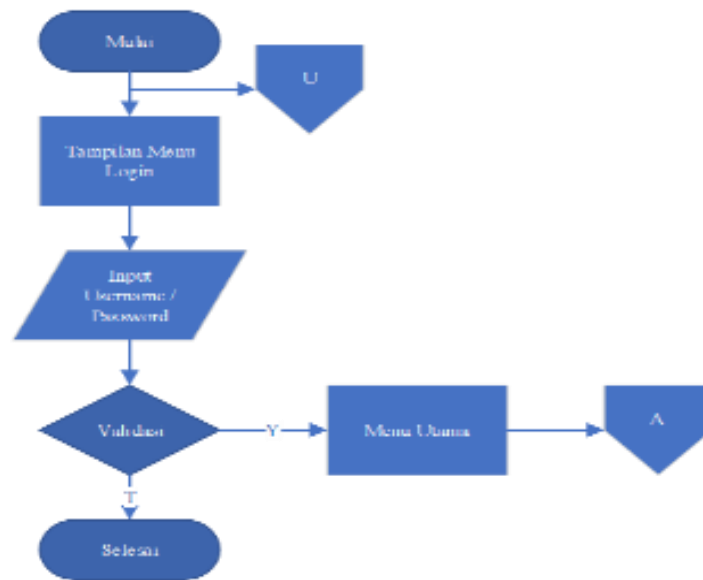 Mulai
U
Tampilan Menu
Login
Input
Username /
Password
Validasi
Y
Menu Utama
A
T
Selesai